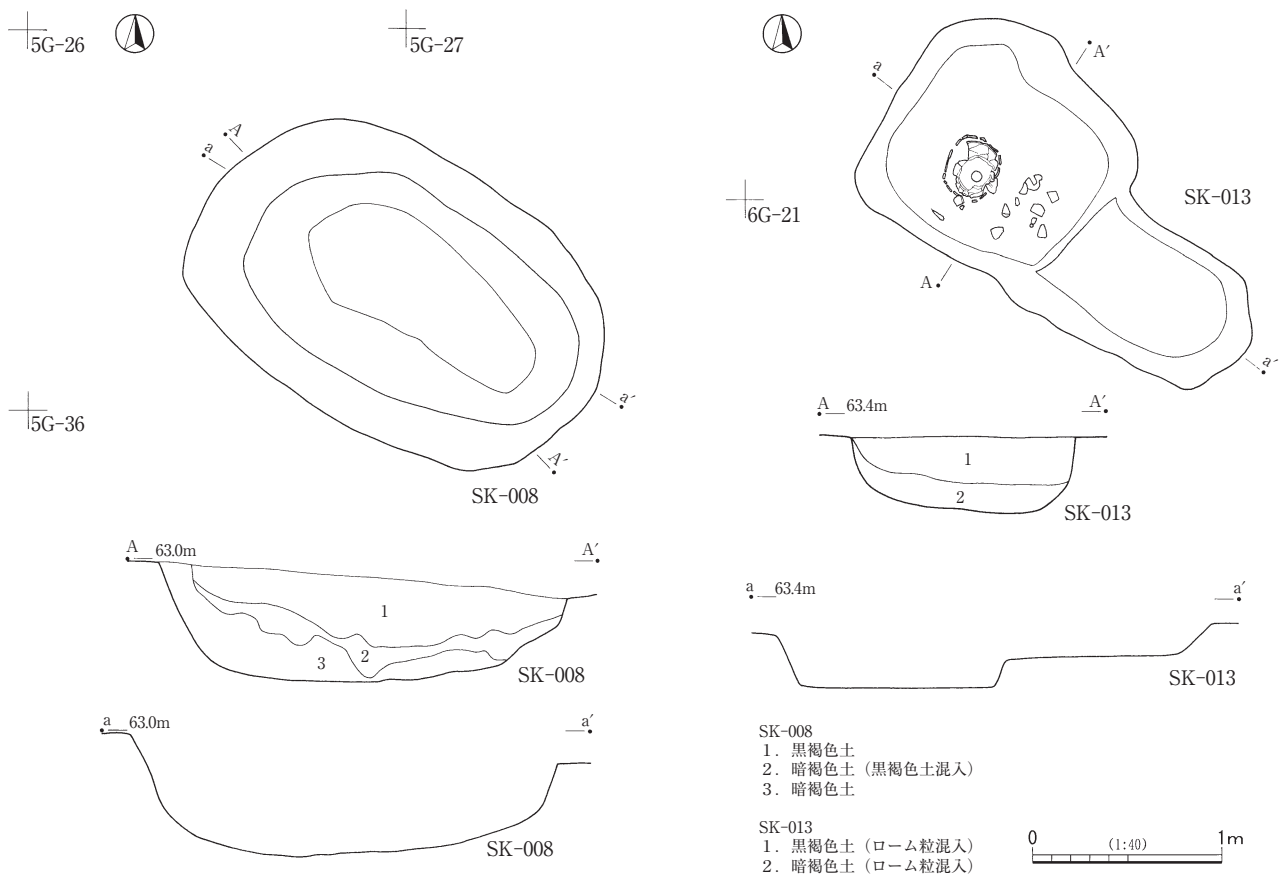 5G-26
5G-27
A
a
5G-36
a′
A′
SK-008
A
63.0m
A′
1
2
3
SK-008
a
63.0m
a′
SK-008
a
A′
6G-21
SK-013
A
a′
A
63.4m
A′
1
2
SK-013
a
63.4m
a′
SK-013
SK-008
1．黒褐色土
2．暗褐色土（黒褐色土混入）
3．暗褐色土
SK-013
1．黒褐色土（ローム粒混入）
2．暗褐色土（ローム粒混入）
0
(1:40)
1m